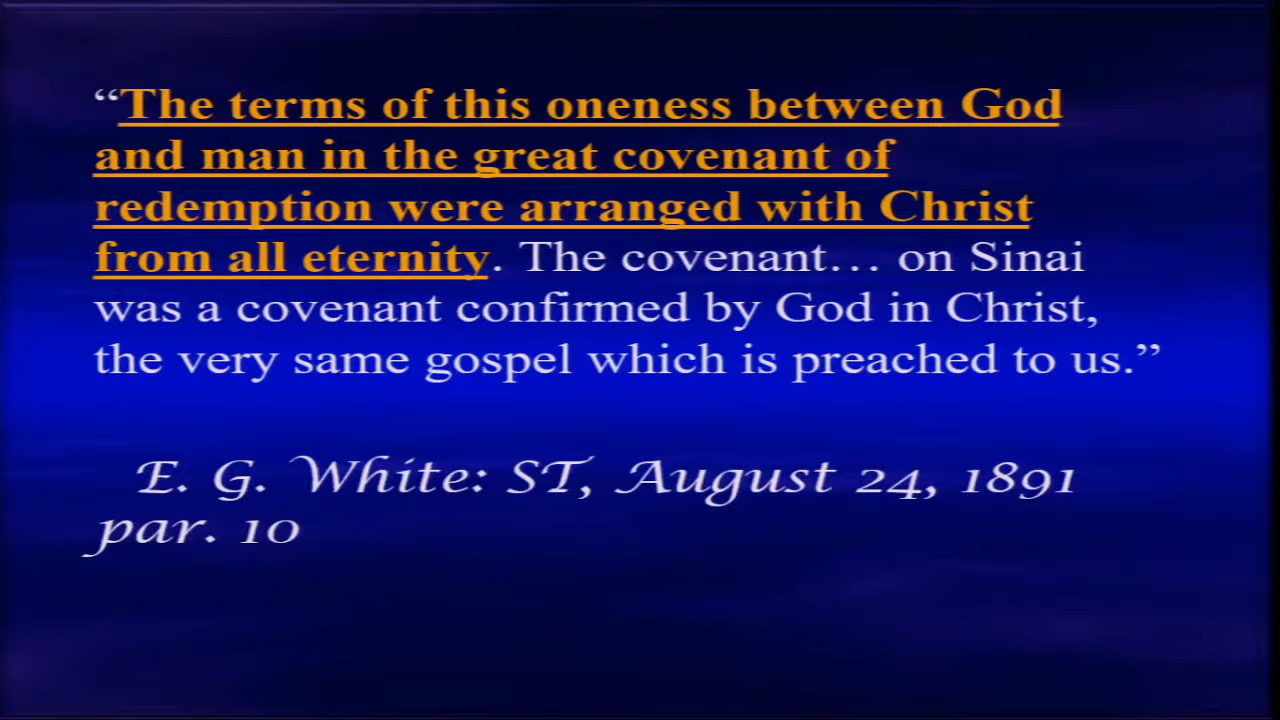 “The terms of this oneness between God
and man in the great covenant of
redemption were arranged with Christ
from all eternity. The covenant… on Sinai
was a covenant confirmed by God in Christ,
the very same gospel which is preached to us.”
E. G. White: ST, August 24, 1891
par. 10